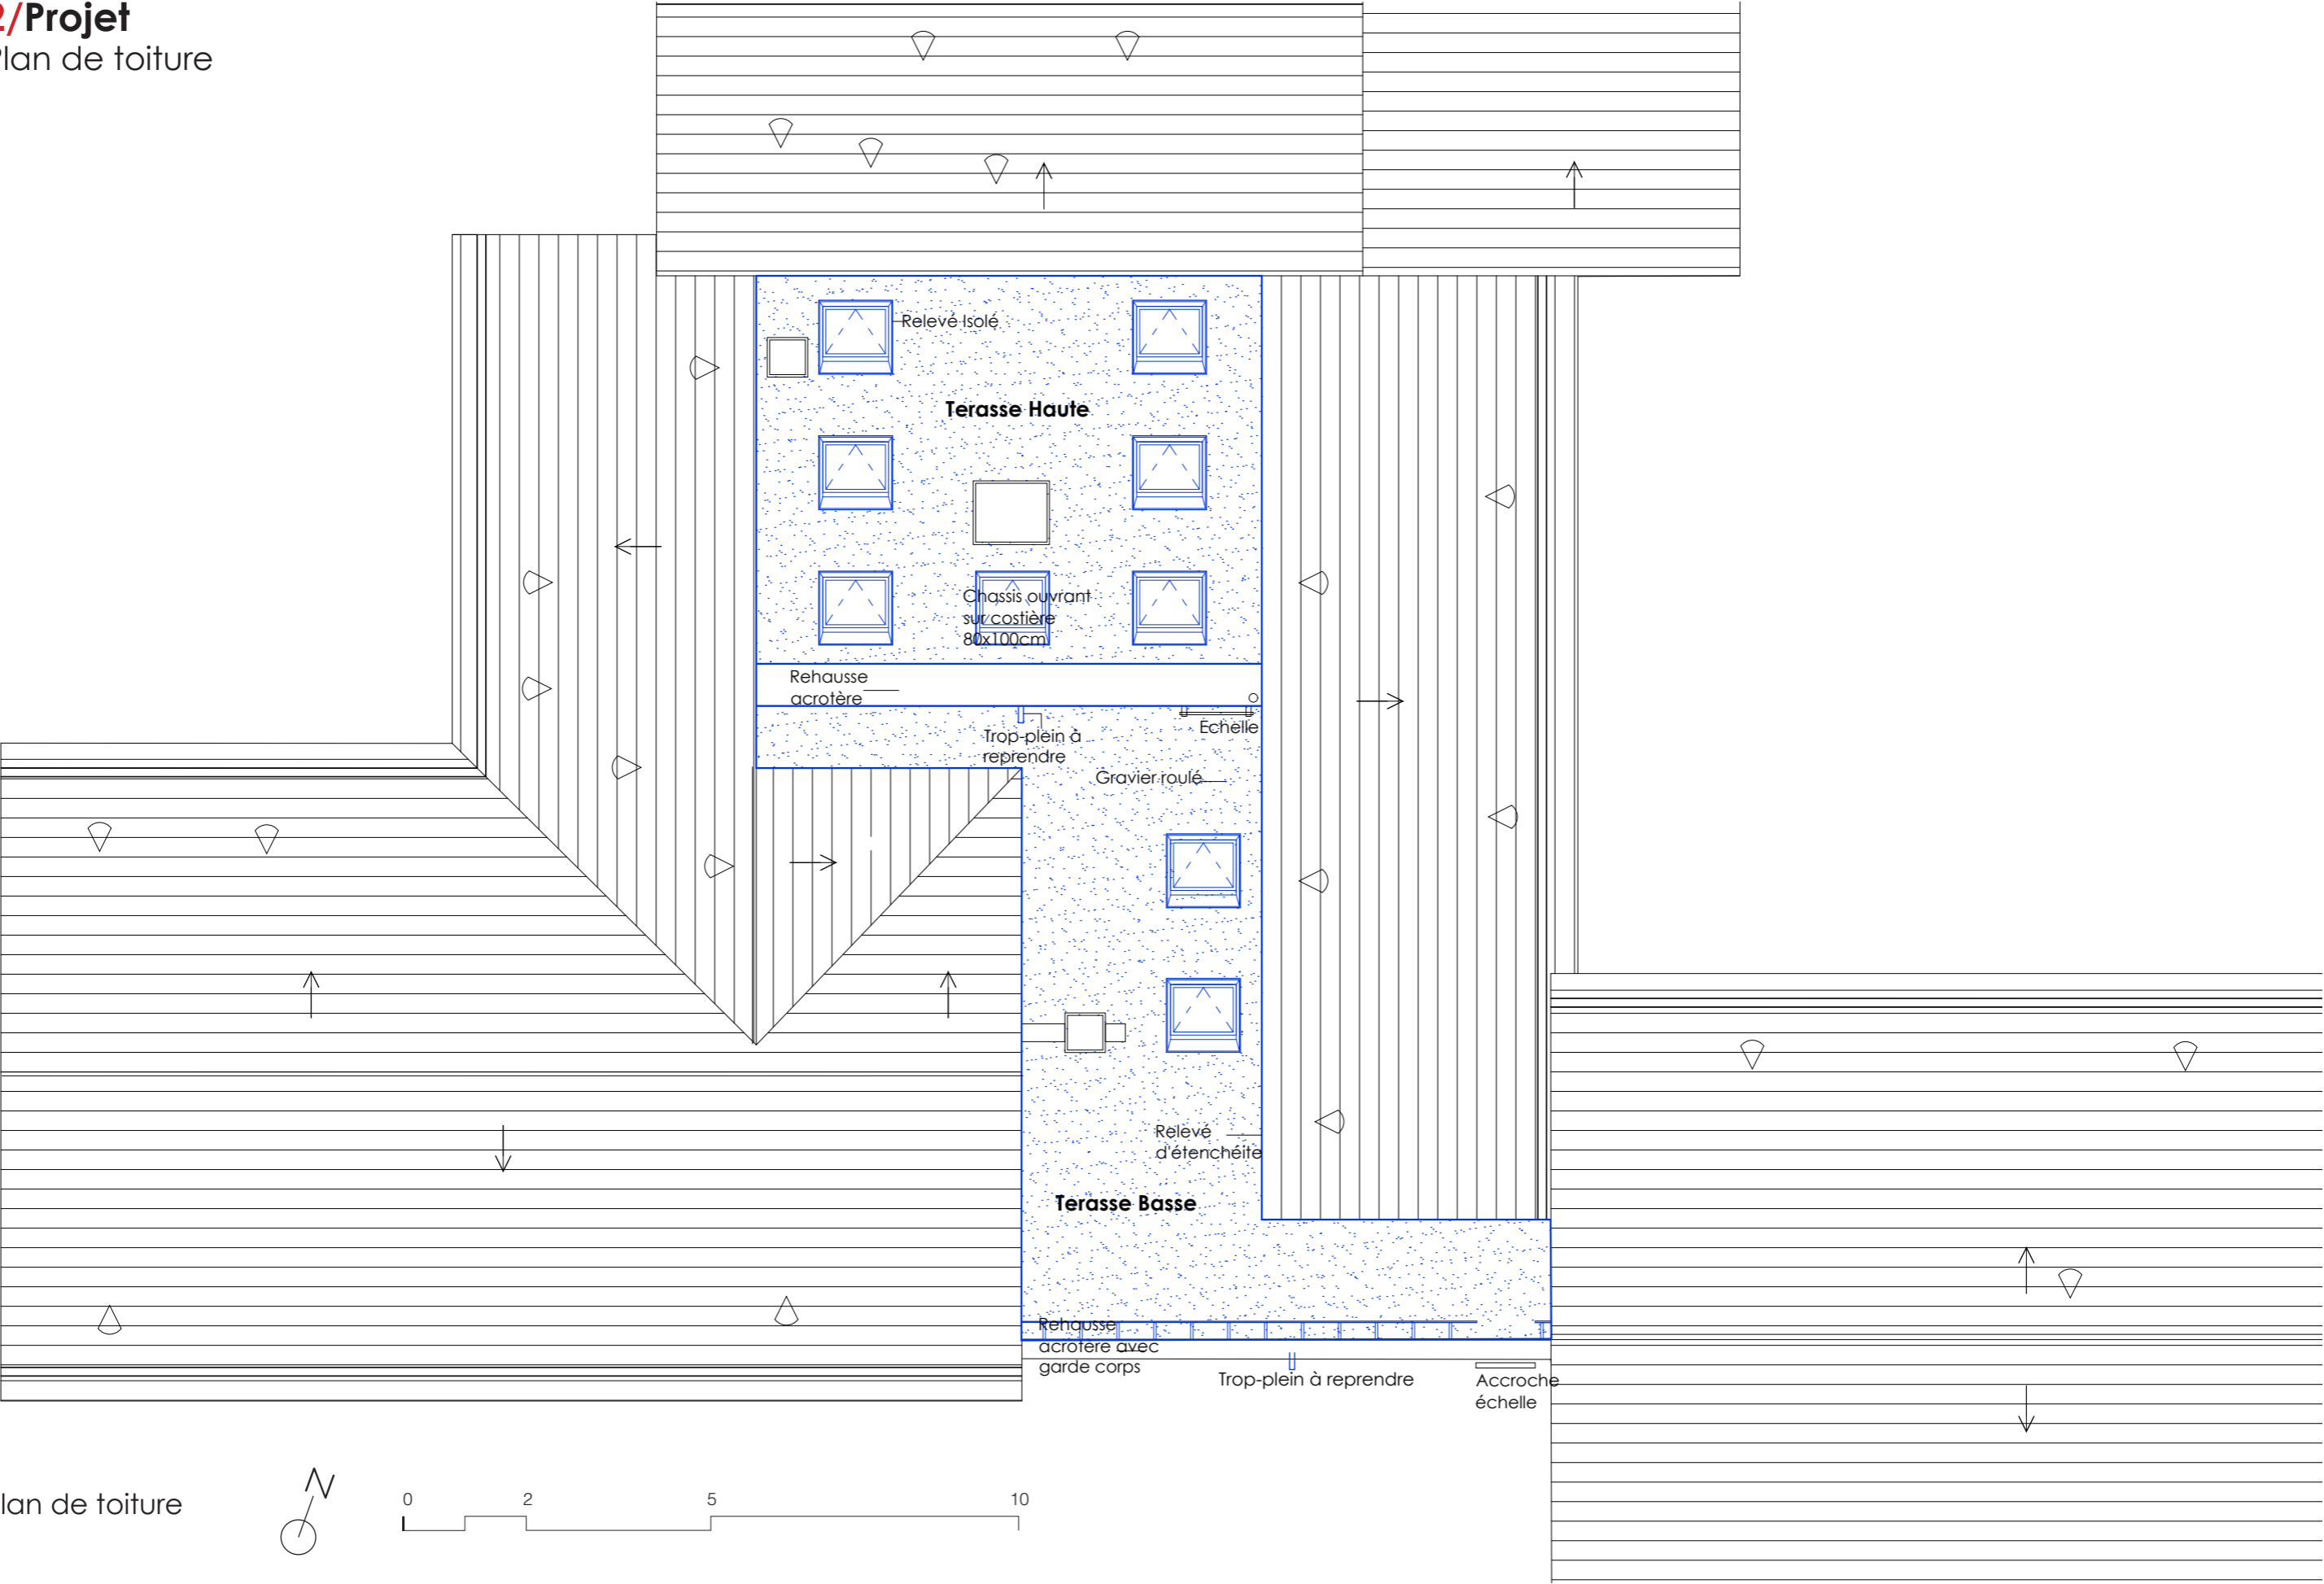 2/Projet
Plan de toiture
Relevé Isolé
Terasse Haute
Chassis ouvrant
sur costière
80x100cm
Rehausse
acrotère
Echelle
Trop-plein à
reprendre
Gravier roulé
Relevé
d'étenchéite
Terasse Basse
Rehausse
acrotère avec
garde corps
Trop-plein à reprendre
Accroche
échelle
lan de toiture
N
0 2 5 10